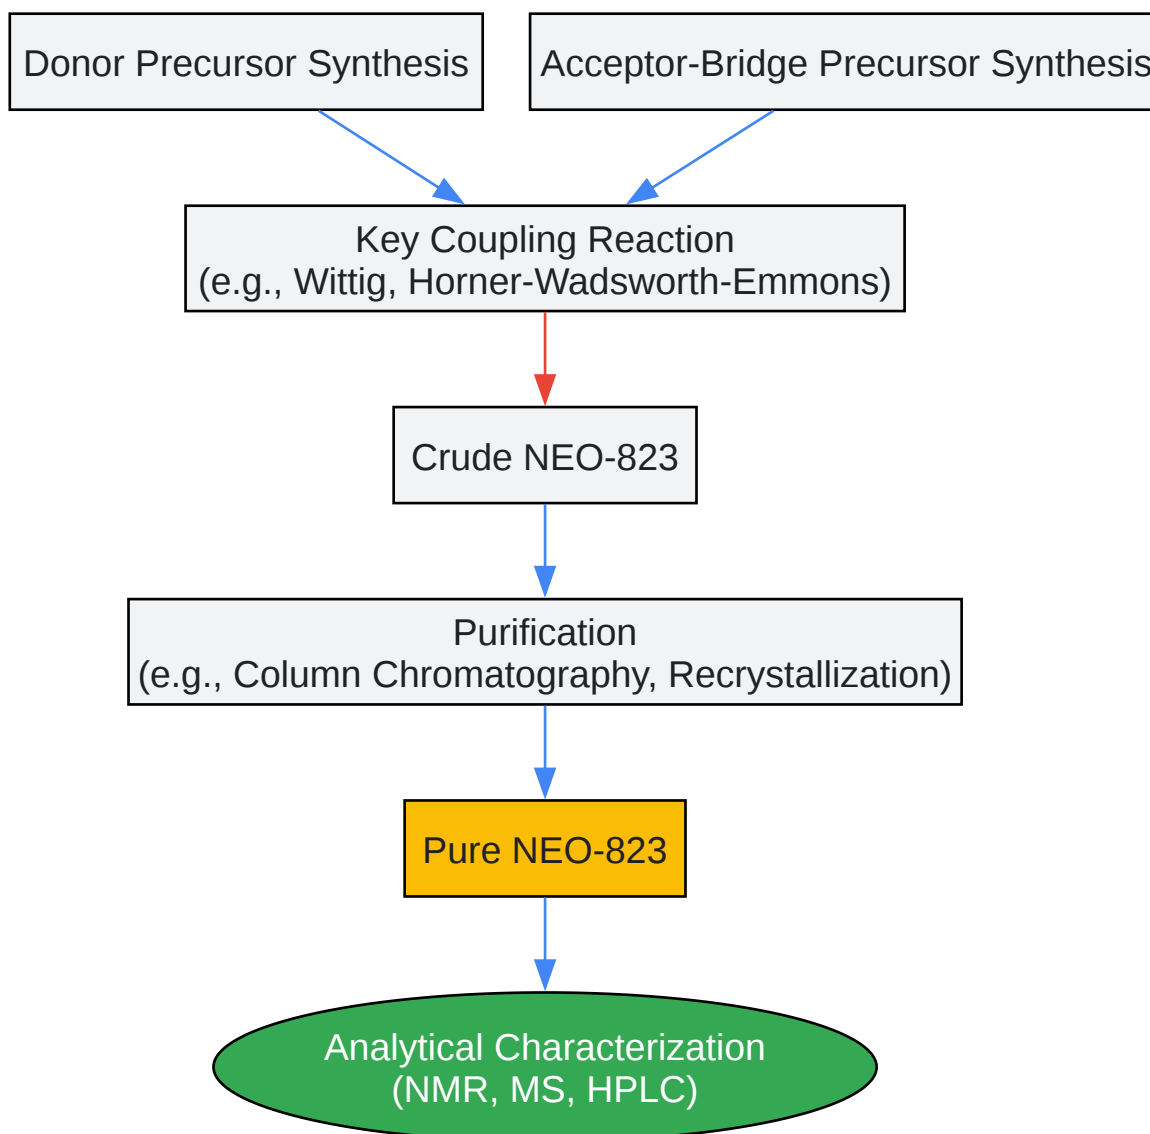 Donor Precursor Synthesis
Acceptor-Bridge Precursor Synthesis
Key Coupling Reaction
(e.g., Wittig, Horner-Wadsworth-Emmons)
Crude NEO-823
Purification
(e.g., Column Chromatography, Recrystallization)
Pure NEO-823
Analytical Characterization
(NMR, MS, HPLC)